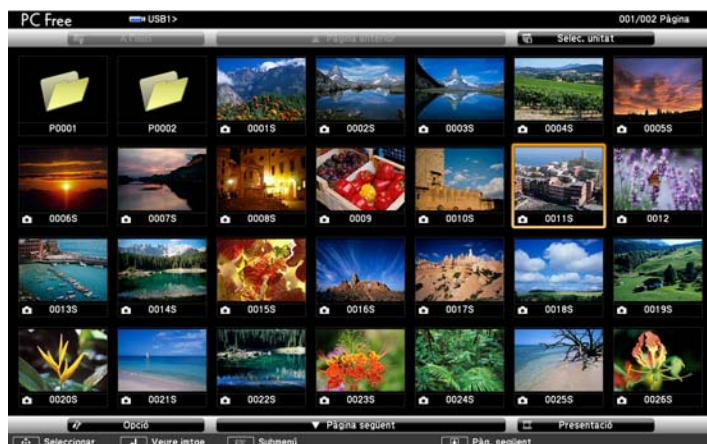 PC Free USB1> 001/002 Pàgina
A l'inici ▲ Pàgina anterior Selec. unitat
P0001 P0002 0001S 0002S 0003S 0004S 0005S
0006S 0007S 0008S 0009 0010S 0011S 0012
0013S 0014S 0015S 0016S 0017S 0018S 0019S
0020S 0021S 0022S 0023S 0024S 0025S 0026S
Opció ▼ Pàgina següent Presentació
Seleccionar Veure imtge ESC Submenú Pàg. següent